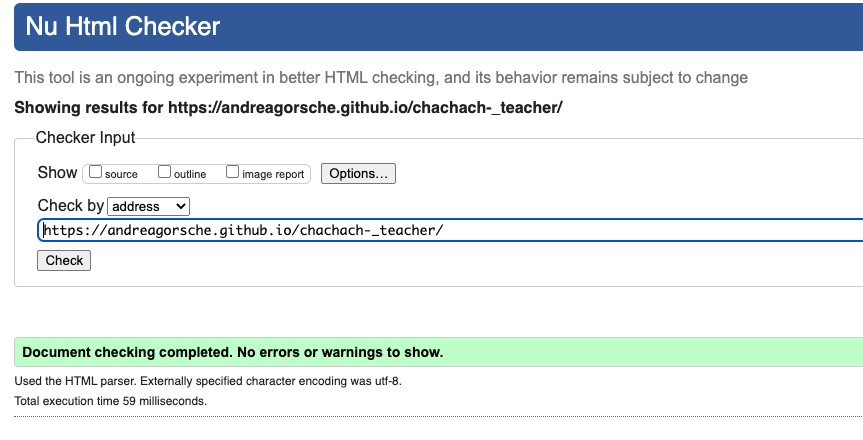 Nu Html Checker
This tool is an ongoing experiment in better HTML checking, and its behavior remains subject to change
Showing results for https://andreagorsche.github.io/chachach-_teacher/
Checker Input
Show source outline image report Options...
Check by address
https://andreagorsche.github.io/chachach-_teacher/
Check
Document checking completed. No errors or warnings to show.
Used the HTML parser. Externally specified character encoding was utf-8.
Total execution time 59 milliseconds.